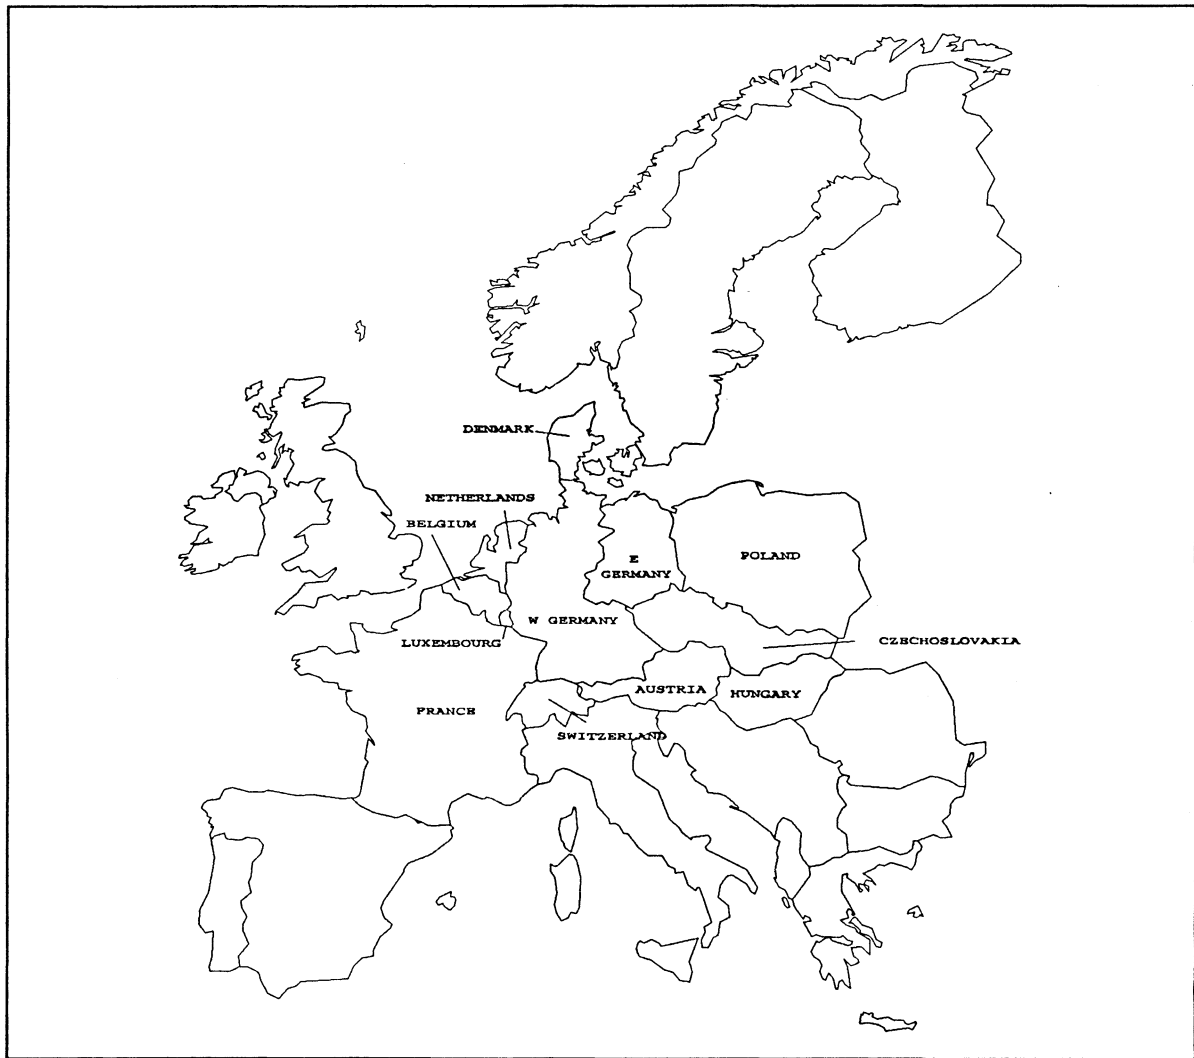 DENMARK
NETHERLANDS
BELGIUM
E
GERMANY
POLAND
W GERMANY
LUXEMBOURG
CZECHOSLOVAKIA
AUSTRIA
HUNGARY
FRANCE
SWITZERLAND